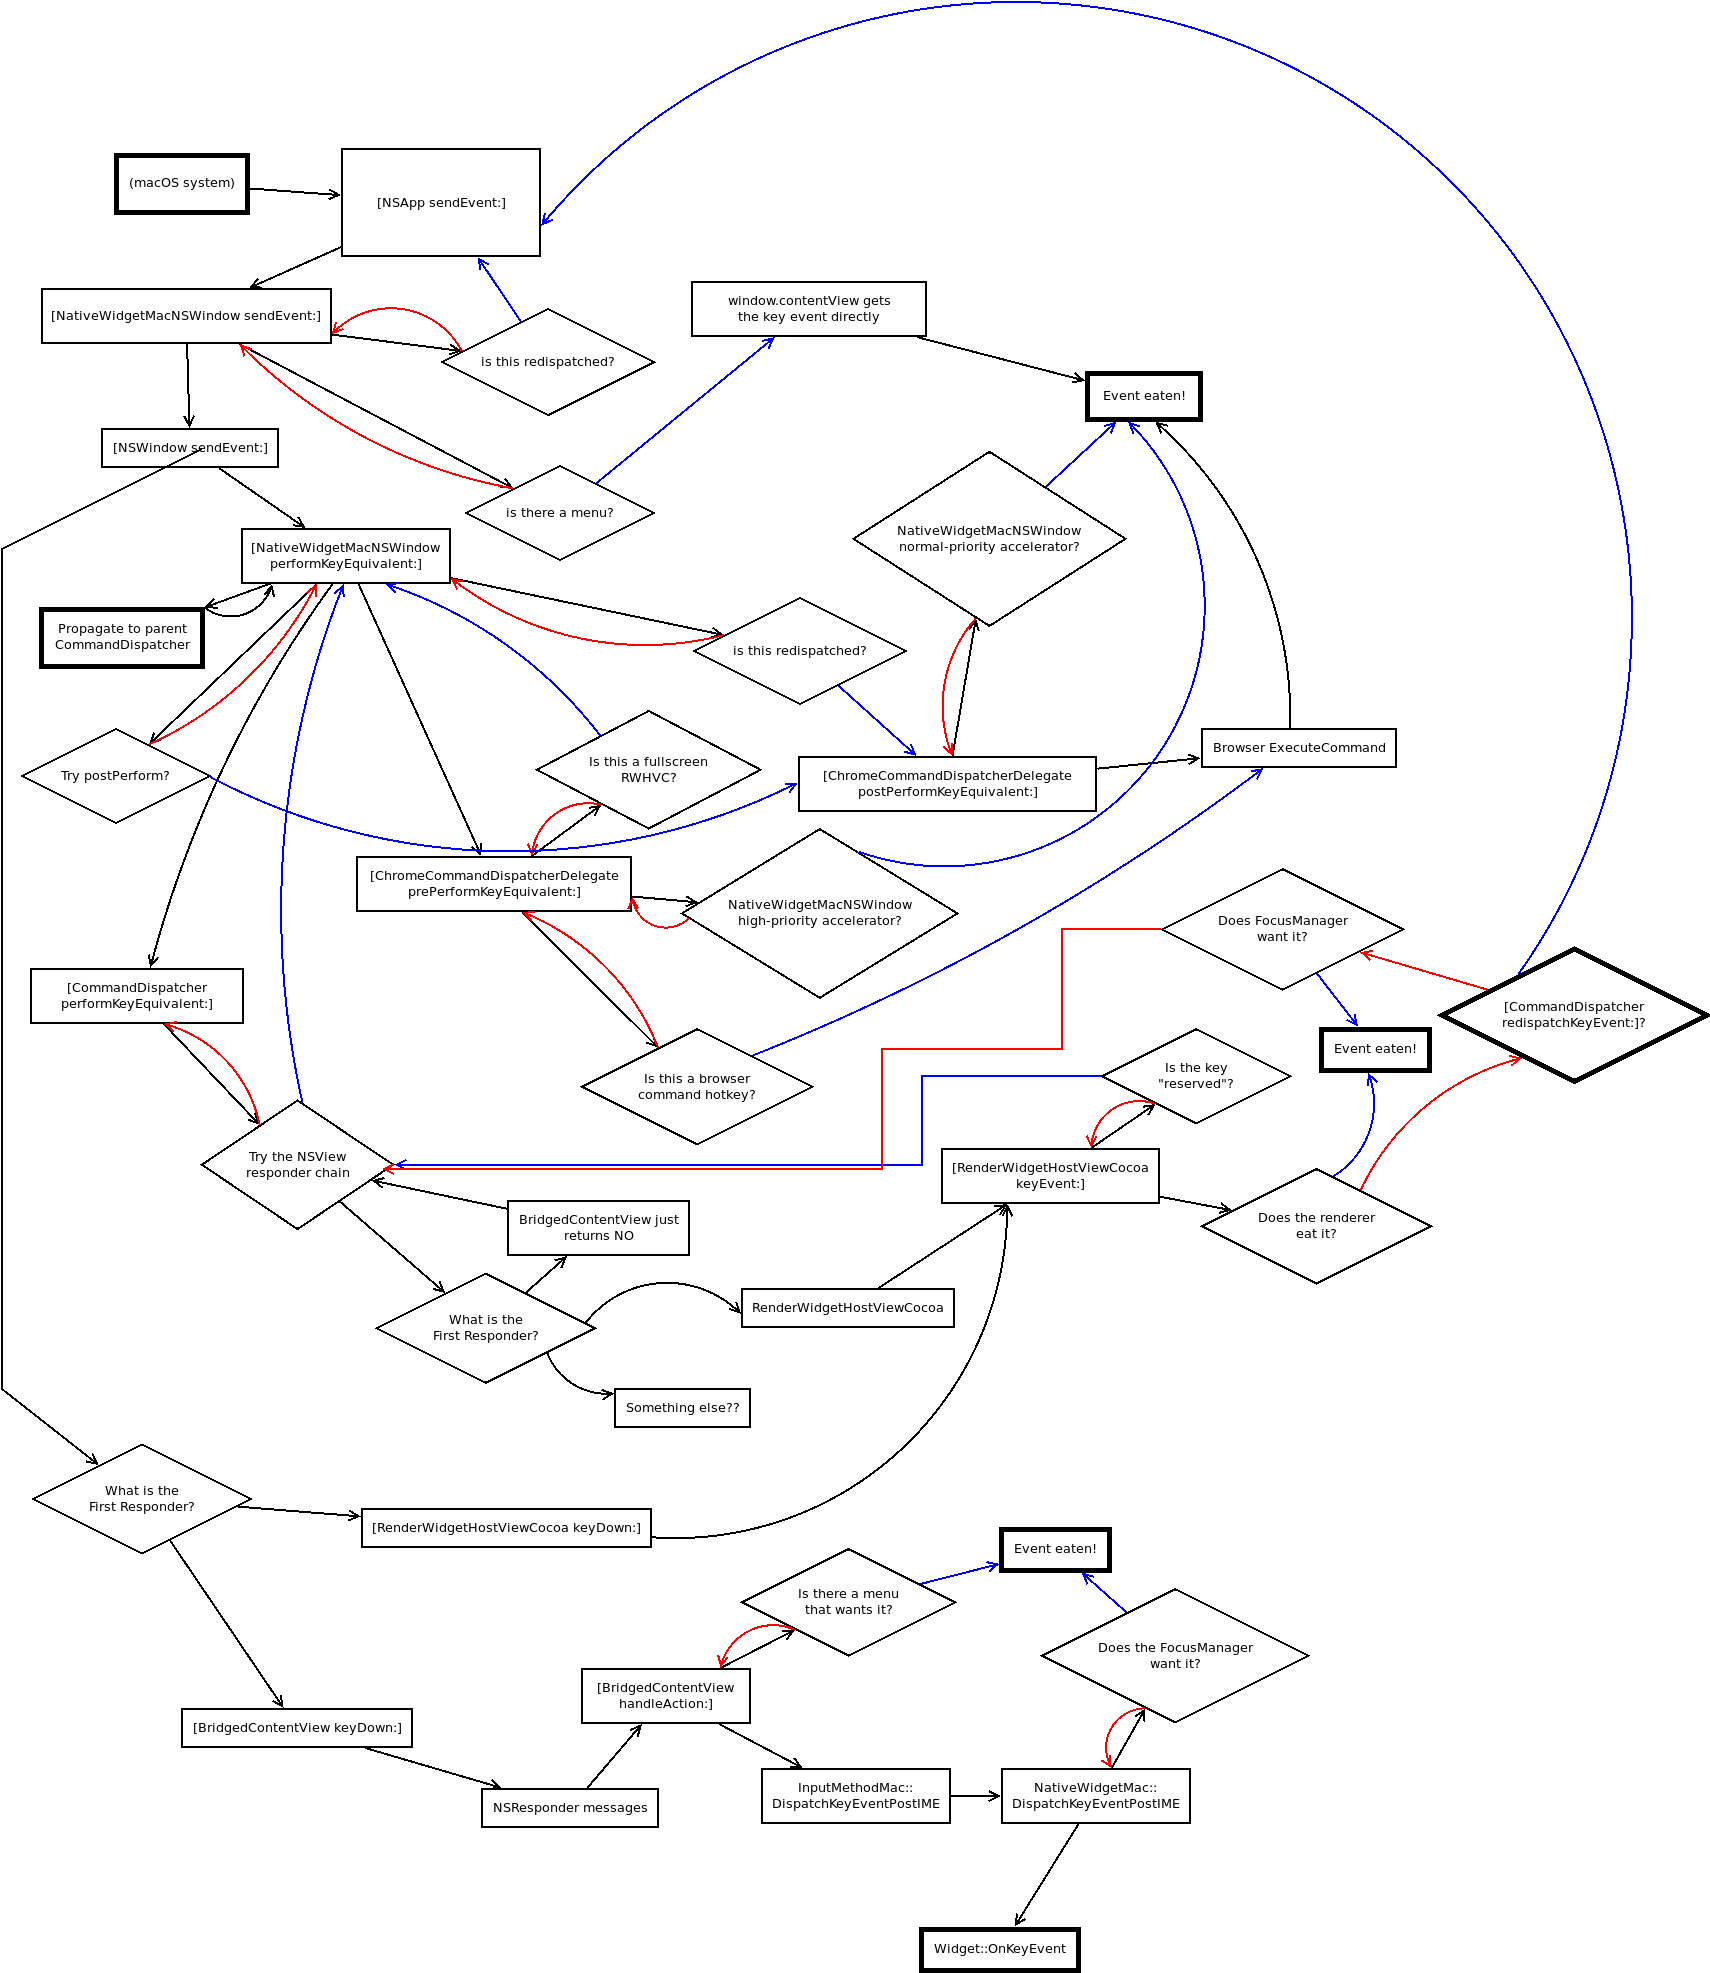 (macOS system)
[NSApp sendEvent:]
[NativeWidgetMacNSWindow sendEvent:]
is this redispatched?
window.contentView gets
the key event directly
Event eaten!
[NSWindow sendEvent:]
is there a menu?
NativeWidgetMacNSWindow
normal-priority accelerator?
[NativeWidgetMacNSWindow
performKeyEquivalent:]
Propagate to parent
CommandDispatcher
is this redispatched?
Try postPerform?
Is this a fullscreen
RWHVC?
[ChromeCommandDispatcherDelegate
postPerformKeyEquivalent:]
Browser ExecuteCommand
[ChromeCommandDispatcherDelegate
prePerformKeyEquivalent:]
NativeWidgetMacNSWindow
high-priority accelerator?
Does FocusManager
want it?
[CommandDispatcher
performKeyEquivalent:]
[CommandDispatcher
redispatchKeyEvent:]?
Event eaten!
Is this a browser
command hotkey?
Is the key
"reserved"?
Try the NSView
responder chain
[RenderWidgetHostViewCocoa
keyEvent:]
BridgedContentView just
returns NO
Does the renderer
eat it?
What is the
First Responder?
RenderWidgetHostViewCocoa
Something else??
What is the
First Responder?
[RenderWidgetHostViewCocoa keyDown:]
Event eaten!
Is there a menu
that wants it?
Does the FocusManager
want it?
[BridgedContentView
handleAction:]
[BridgedContentView keyDown:]
NSResponder messages
InputMethodMac::
DispatchKeyEventPostIME
NativeWidgetMac::
DispatchKeyEventPostIME
Widget::OnKeyEvent